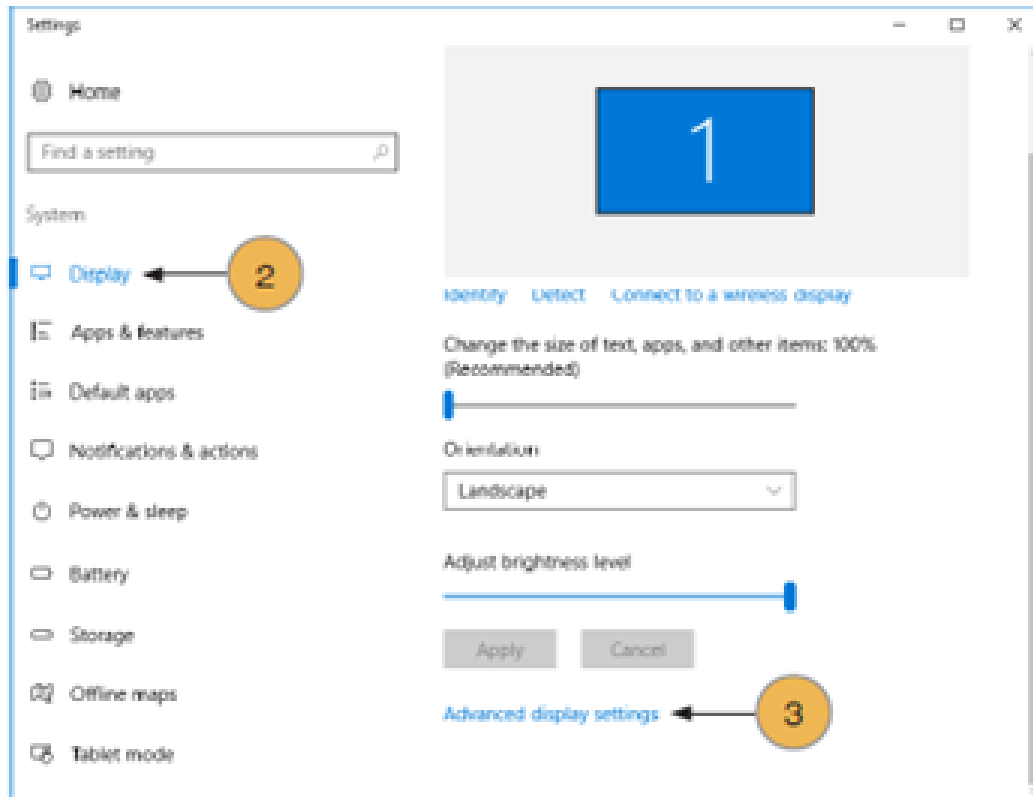 Settings
Home
Find a setting
System
Display
2
Apps & features
Default apps
Notifications & actions
Power & sleep
Battery
Storage
Offline maps
Tablet mode
1
Identify Detect Connect to a wireless display
Change the size of text, apps, and other items: 100%
(Recommended)
Orientation
Landscape
Adjust brightness level
Apply Cancel
Advanced display settings
3